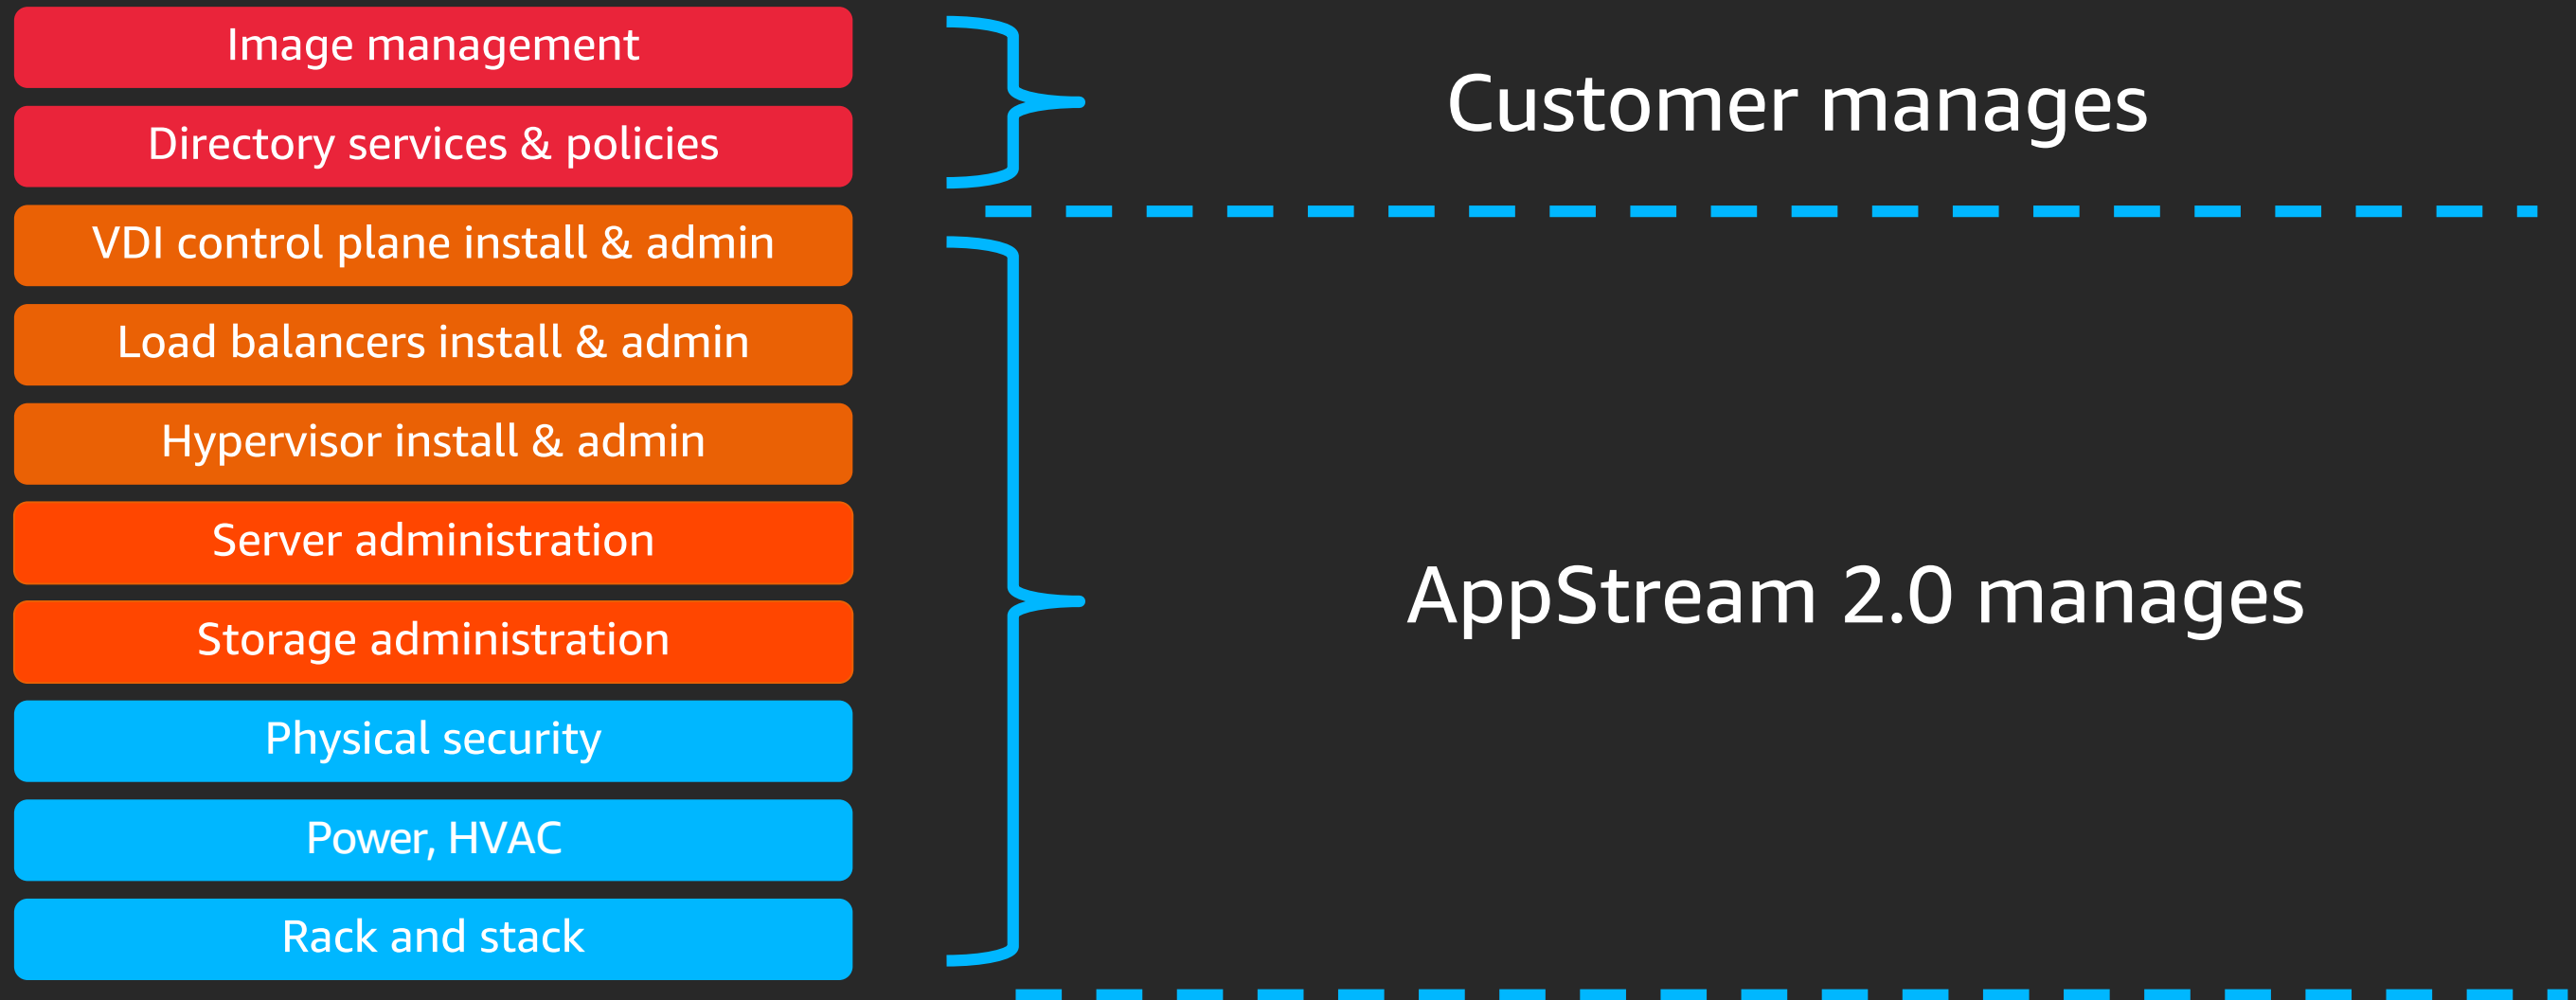 Image management
Directory services & policies
VDI control plane install & admin
Load balancers install & admin
Hypervisor install & admin
Server administration
Storage administration
Physical security
Power, HVAC
Rack and stack
Customer manages
AppStream 2.0 manages